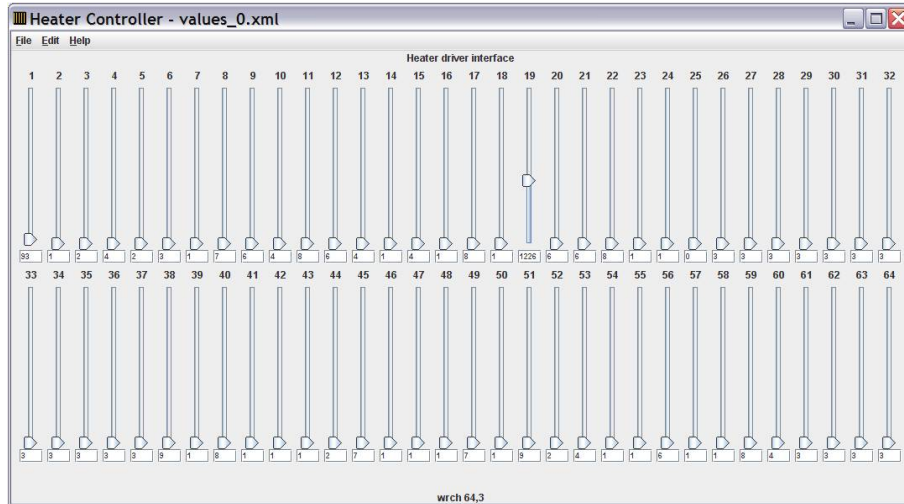 Heater Controller - values_0.xml
File Edit Help
Heater driver interface
1 2 3 4 5 6 7 8 9 10 11 12 13 14 15 16 17 18 19 20 21 22 23 24 25 26 27 28 29 30 31 32
93 1 2 4 2 3 1 7 6 4 8 6 4 1 4 1 8 1 1226 6 6 8 1 1 0 3 3 3 3 3 3 3
33 34 35 36 37 38 39 40 41 42 43 44 45 46 47 49 50 51 52 53 54 55 56 57 58 59 60 61 62 63 64
3 3 3 3 3 9 1 8 1 1 1 2 7 1 1 1 7 1 9 2 4 1 1 6 1 1 8 4 3 3 3 3
wrch 64,3